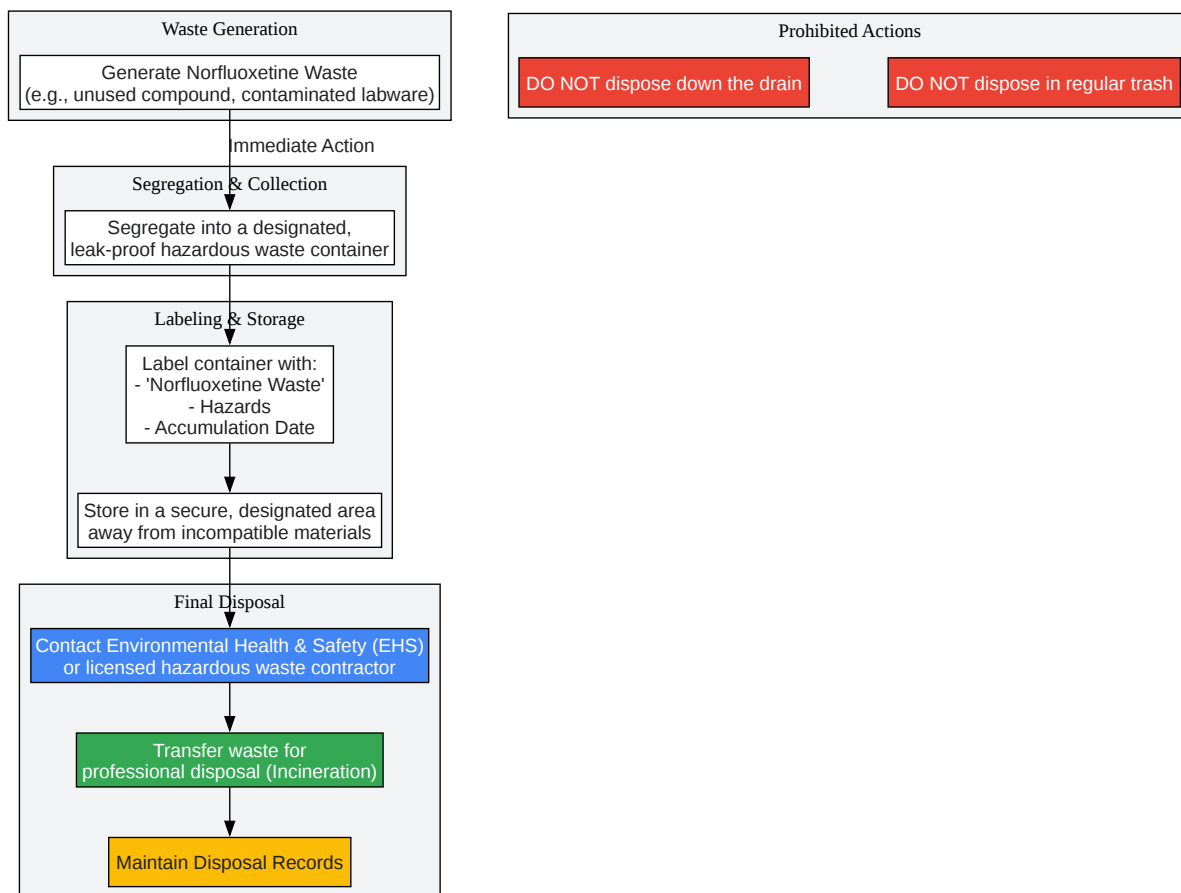 Waste Generation
Generate Norfluoxetine Waste
(e.g., unused compound, contaminated labware)
Immediate Action
Segregation & Collection
Segregate into a designated,
leak-proof hazardous waste container
Labeling & Storage
Label container with:
- 'Norfluoxetine Waste'
- Hazards
- Accumulation Date
Store in a secure, designated area
away from incompatible materials
Final Disposal
Contact Environmental Health & Safety (EHS)
or licensed hazardous waste contractor
Transfer waste for
professional disposal (Incineration)
Maintain Disposal Records
Prohibited Actions
DO NOT dispose down the drain
DO NOT dispose in regular trash